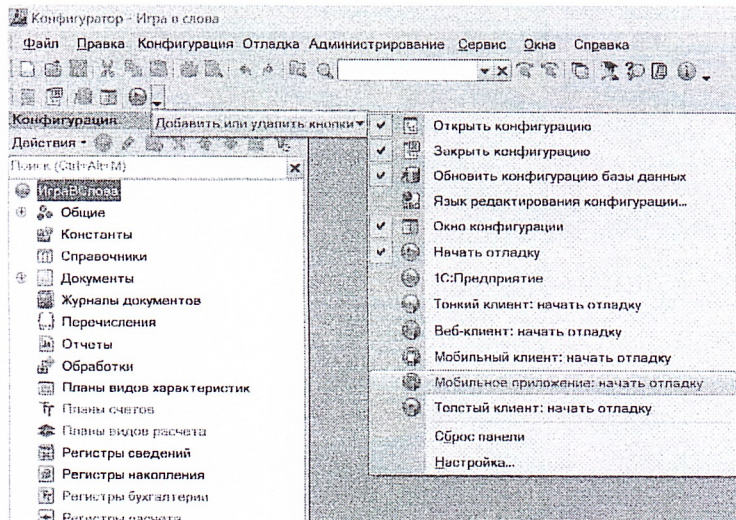 Конфигуратор - Игра в слова
Файл Правка Конфигурация Отладка Администрирование Сервис Окна Справка
Конфигурация
Добавить или удалить кнопки
Действия
Поиск (Ctrl+Alt+M)
ИграВСлова
Общие
Константы
Справочники
Документы
Журналы документов
Перечисления
Отчеты
Обработки
Планы видов характеристик
Планы счетов
Планы видов расчета
Регистры сведений
Регистры накопления
Регистры бухгалтерии
Регистры расчета
Открыть конфигурацию
Закрыть конфигурацию
Обновить конфигурацию базы данных
Язык редактирования конфигурации...
Окно конфигурации
Начать отладку
1С:Предприятие
Тонкий клиент: начать отладку
Веб-клиент: начать отладку
Мобильный клиент: начать отладку
Мобильное приложение: начать отладку
Толстый клиент: начать отладку
Сброс панели
Настройка...